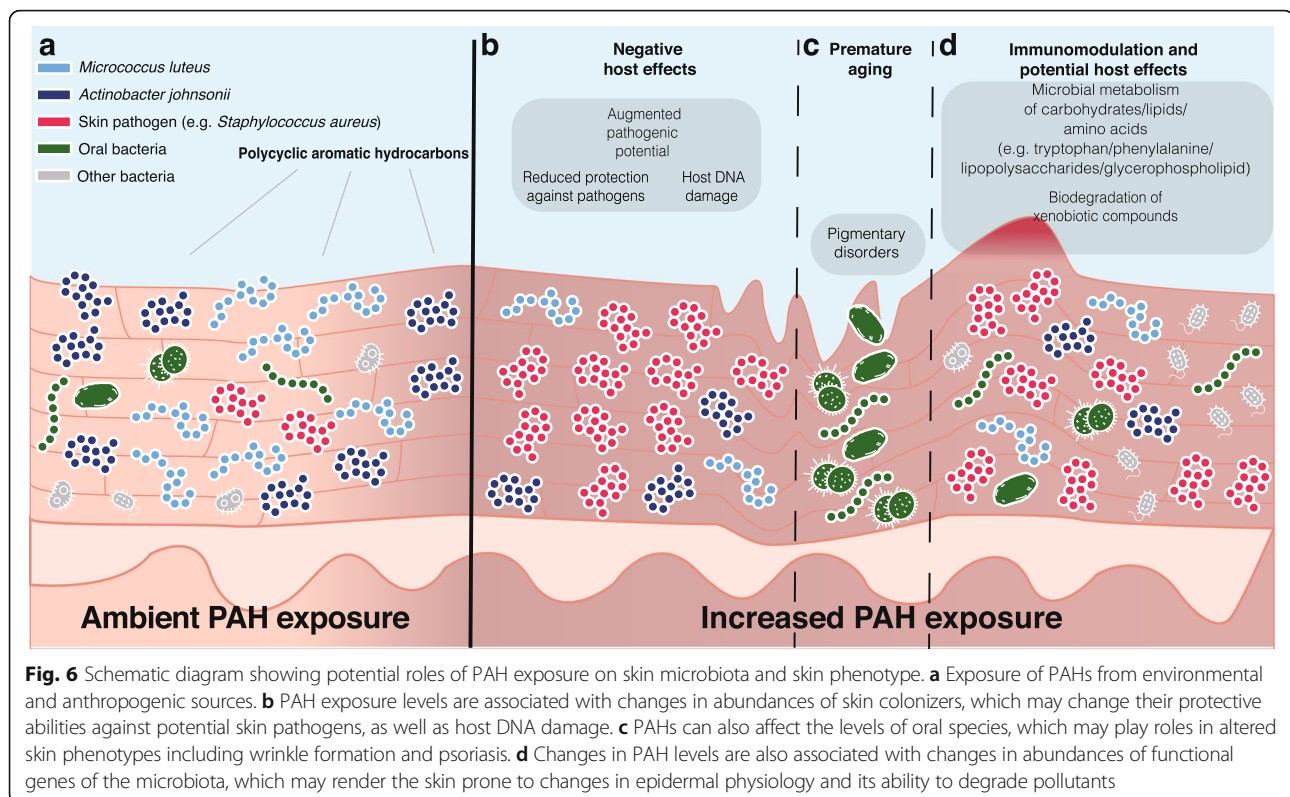 a
Micrococcus luteus
Actinobacter johnsonii
Skin pathogen (e.g. Staphylococcus aureus)
Oral bacteria
Other bacteria
Polycyclic aromatic hydrocarbons
b
Negative
host effects
Augmented
pathogenic
potential
Reduced protection
against pathogens
Host DNA
damage
c
Premature
aging
Pigmentary
disorders
d
Immunomodulation and
potential host effects
Microbial metabolism
of carbohydrates/lipids/
amino acids
(e.g. tryptophan/phenylalanine/
lipopolysaccharides/glycerophospholipid)
Biodegradation of
xenobiotic compounds
Ambient PAH exposure
Increased PAH exposure
Fig. 6 Schematic diagram showing potential roles of PAH exposure on skin microbiota and skin phenotype. a Exposure of PAHs from environmental
and anthropogenic sources. b PAH exposure levels are associated with changes in abundances of skin colonizers, which may change their protective
abilities against potential skin pathogens, as well as host DNA damage. c PAHs can also affect the levels of oral species, which may play roles in altered
skin phenotypes including wrinkle formation and psoriasis. d Changes in PAH levels are also associated with changes in abundances of functional
genes of the microbiota, which may render the skin prone to changes in epidermal physiology and its ability to degrade pollutants